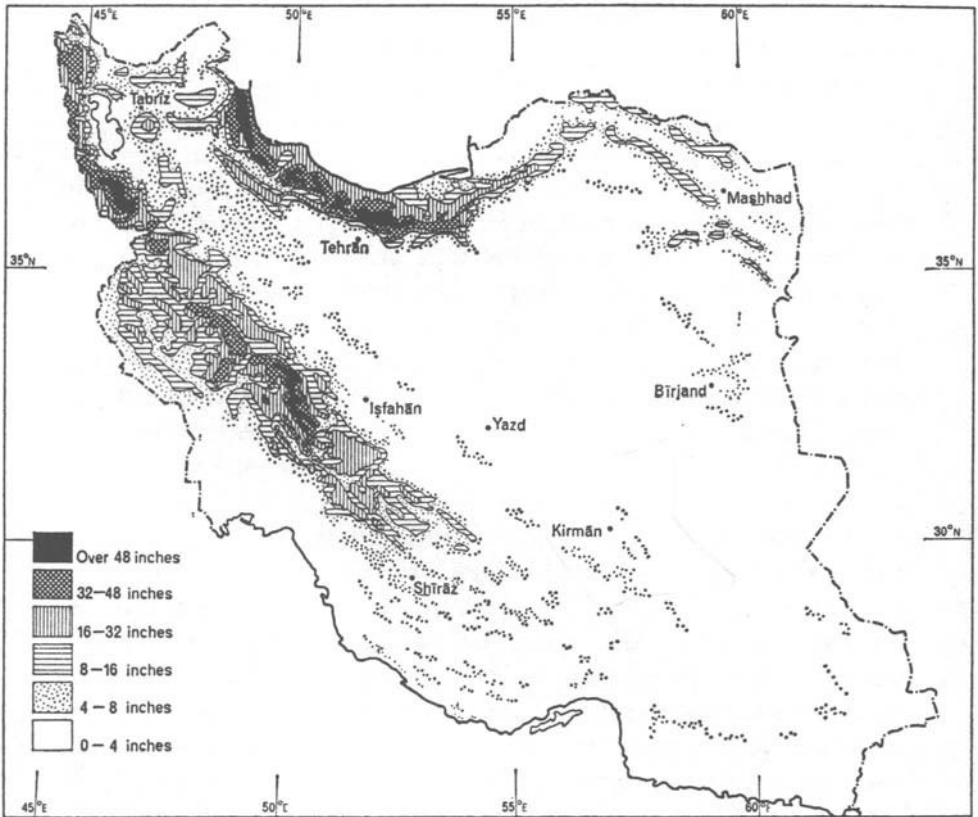 45°E 50°E 55°E 60°E
Tabrīz
Mashhad
Tehrān
35°N 35°N
Bīrjand
Iṣfahān
Yazd
Kirmān
30°N
Shīrāz
Over 48 inches
32–48 inches
16–32 inches
8–16 inches
4–8 inches
0–4 inches
45°E 50°E 55°E 60°E